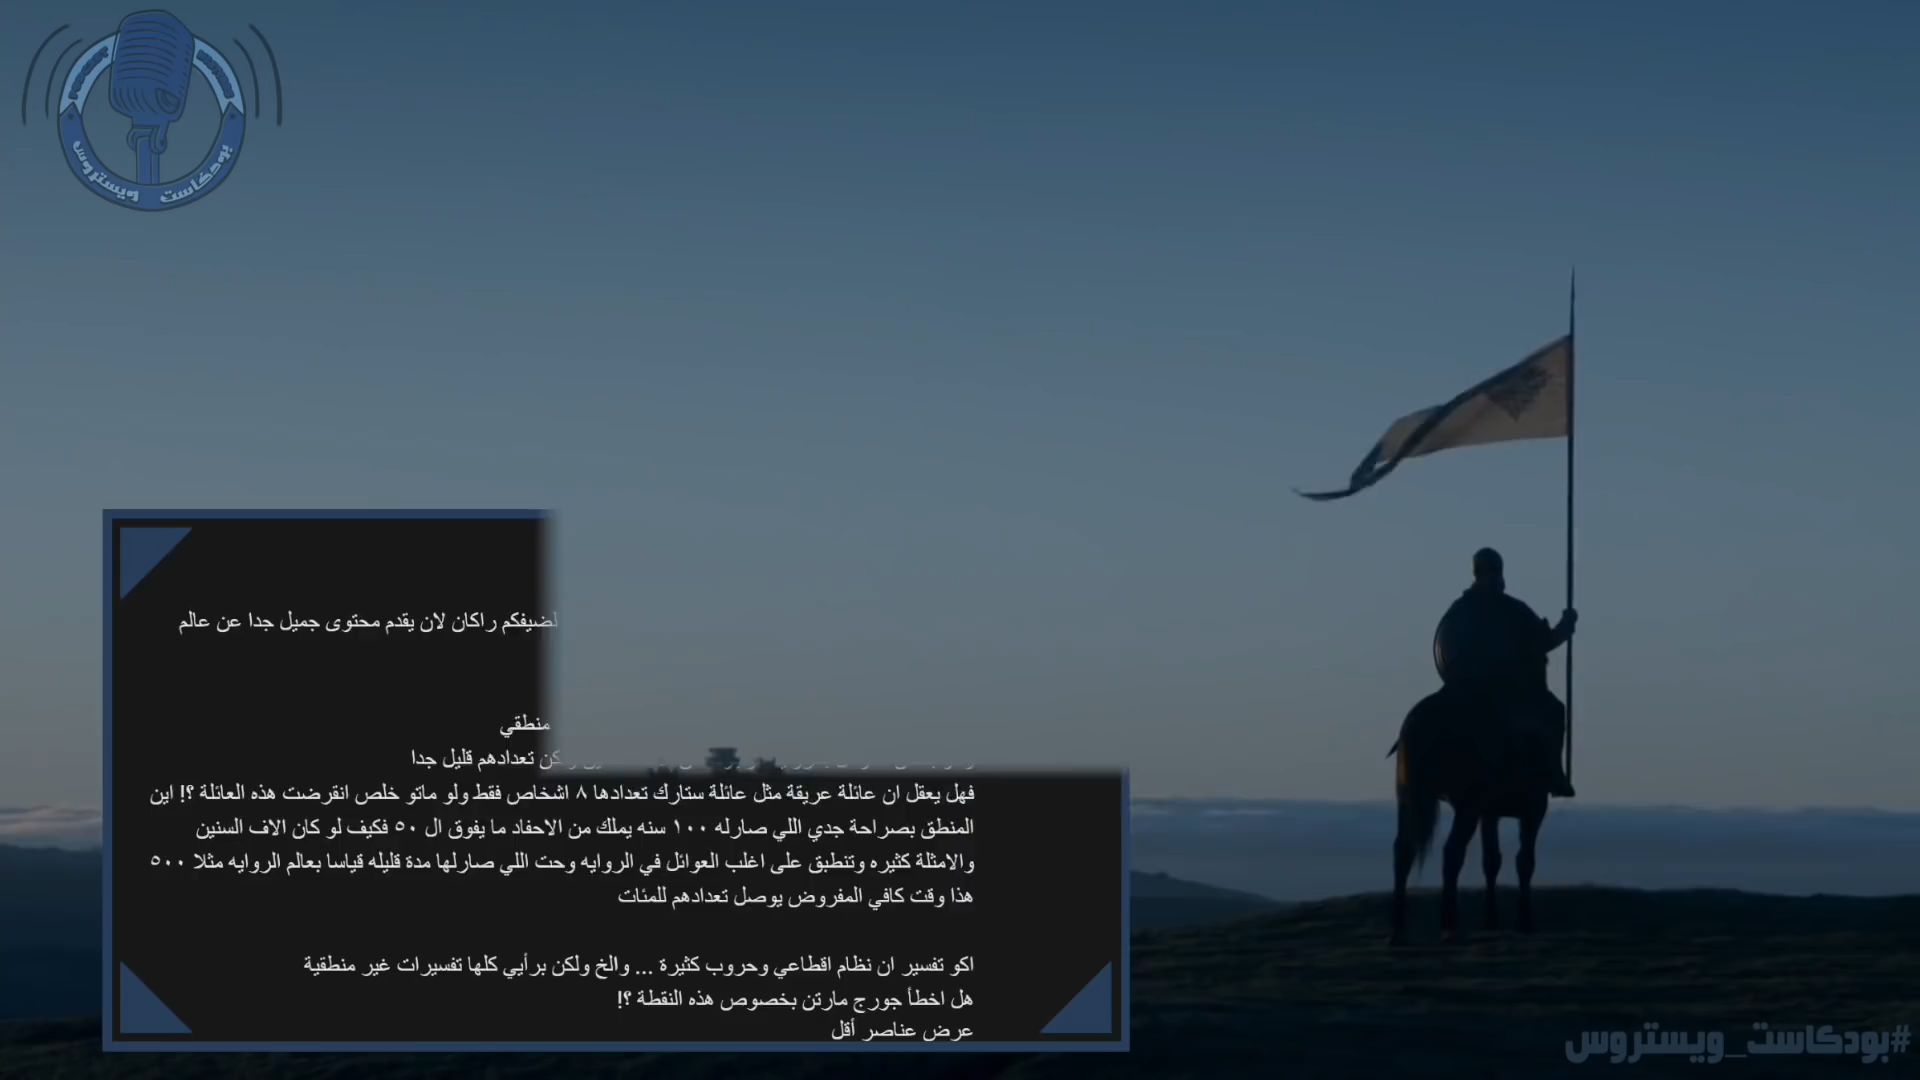 بودكاست ويستروس
لضيفكم راكان لان يقدم محتوى جميل جدا عن عالم
منطقي
تعدادهم قليل جدا
فهل يعقل ان عائلة عريقة مثل عائلة ستارك تعدادها ٨ اشخاص فقط ولو ماتو خلص انقرضت هذه العائلة ؟! اين
المنطق بصراحة جدي اللي صارله ١٠٠ سنه يملك من الاحفاد ما يفوق ال ٥٠ فكيف لو كان الاف السنين
والامثلة كثيره وتنطبق على اغلب العوائل في الروايه وحت اللي صارلها مدة قليله قياسا بعالم الروايه مثلا ٥٠٠
هذا وقت كافي المفروض يوصل تعدادهم للمئات
اكو تفسير ان نظام اقطاعي وحروب كثيرة ... والخ ولكن برأيي كلها تفسيرات غير منطقية
هل اخطأ جورج مارتن بخصوص هذه النقطة ؟!
عرض عناصر أقل
#بودكاست_ويستروس